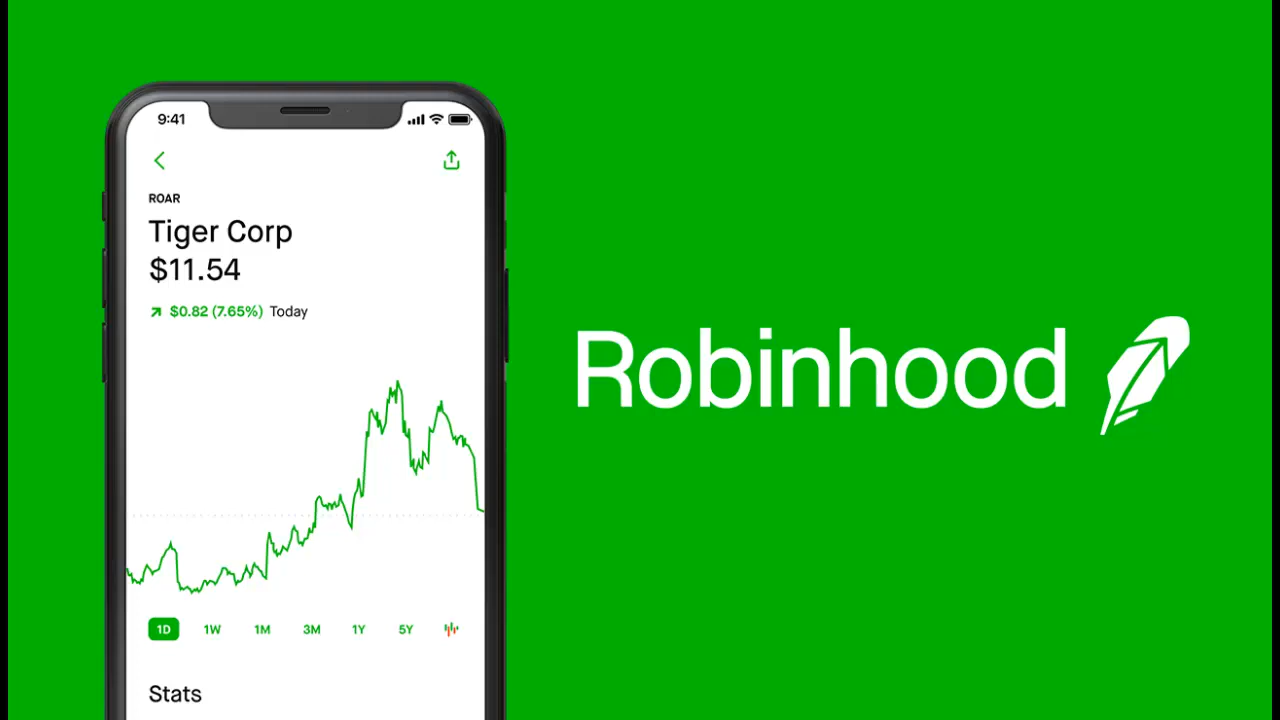 9:41
ROAR
Tiger Corp
$11.54
$0.82 (7.65%) Today
1D 1W 1M 3M 1Y 5Y
Stats
Robinhood